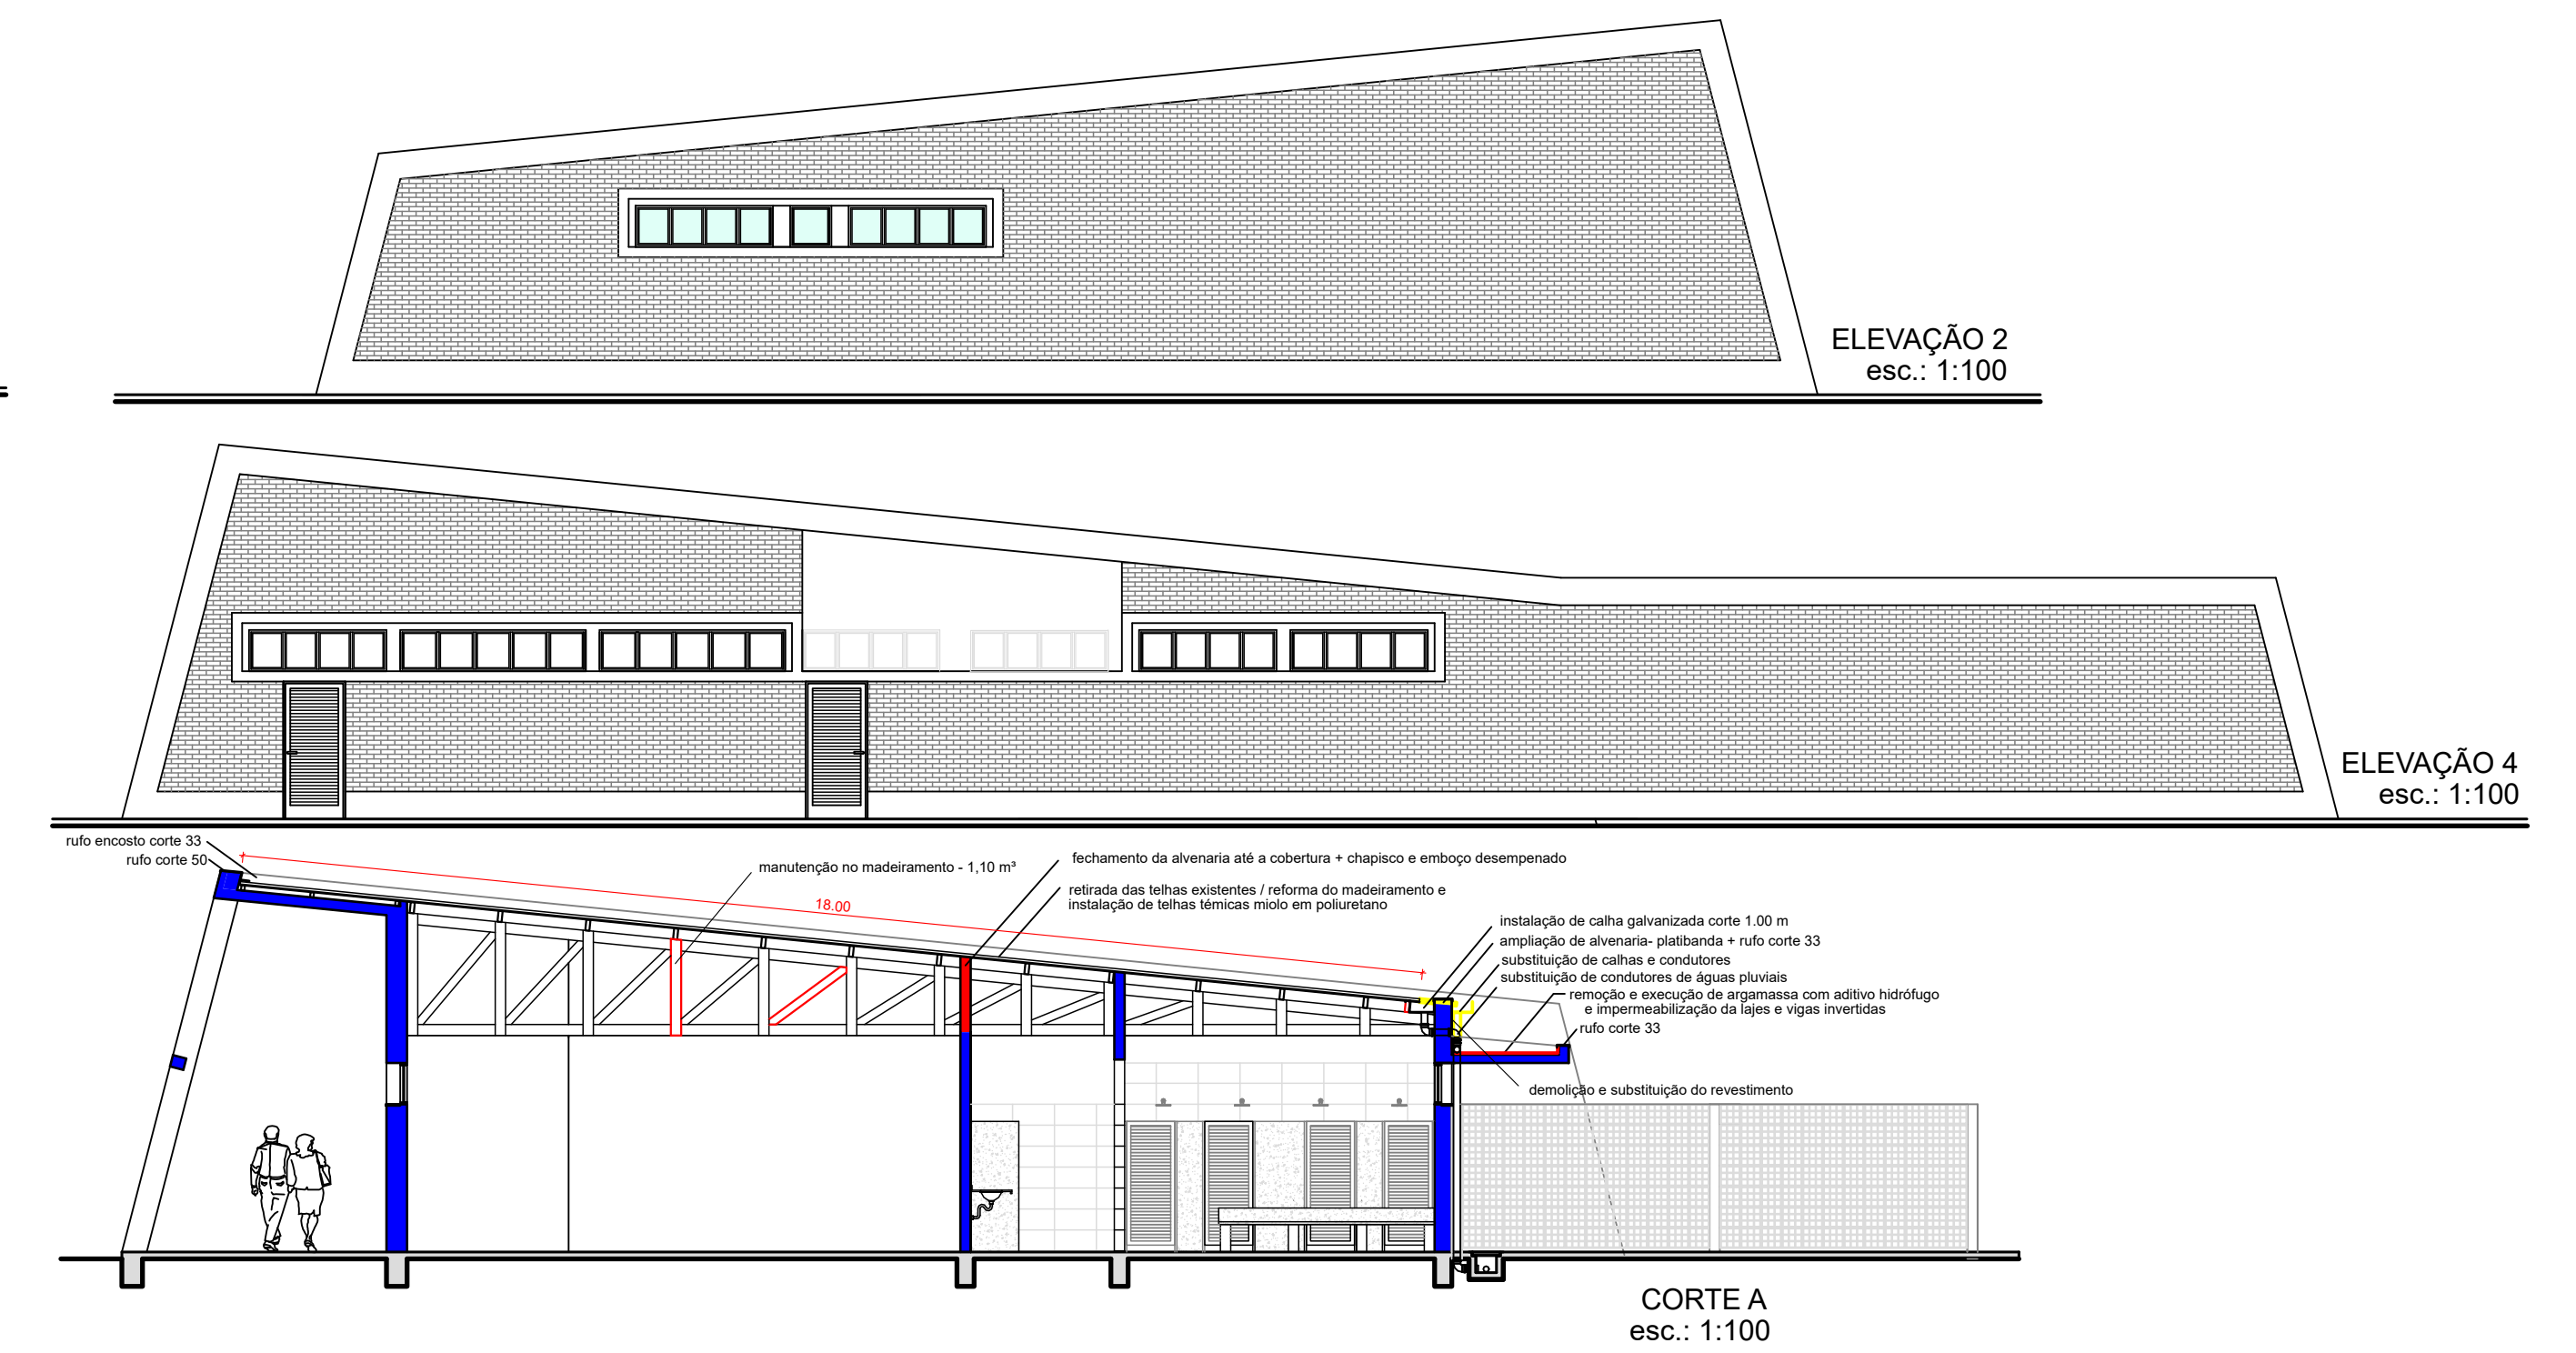 ELEVAÇÃO 2
esc.: 1:100
ELEVAÇÃO 4
esc.: 1:100
rufo encosto corte 33
rufo corte 50
manutenção no madeiramento - 1,10 m³
18.00
fechamento da alvenaria até a cobertura + chapisco e emboço desempenado
retirada das telhas existentes / reforma do madeiramento e
instalação de telhas témicas miolo em poliuretano
instalação de calha galvanizada corte 1.00 m
ampliação de alvenaria- platibanda + rufo corte 33
substituição de calhas e condutores
substituição de condutores de águas pluviais
remoção e execução de argamassa com aditivo hidrófugo
e impermeabilização da lajes e vigas invertidas
rufo corte 33
demolição e substituição do revestimento
CORTE A
esc.: 1:100